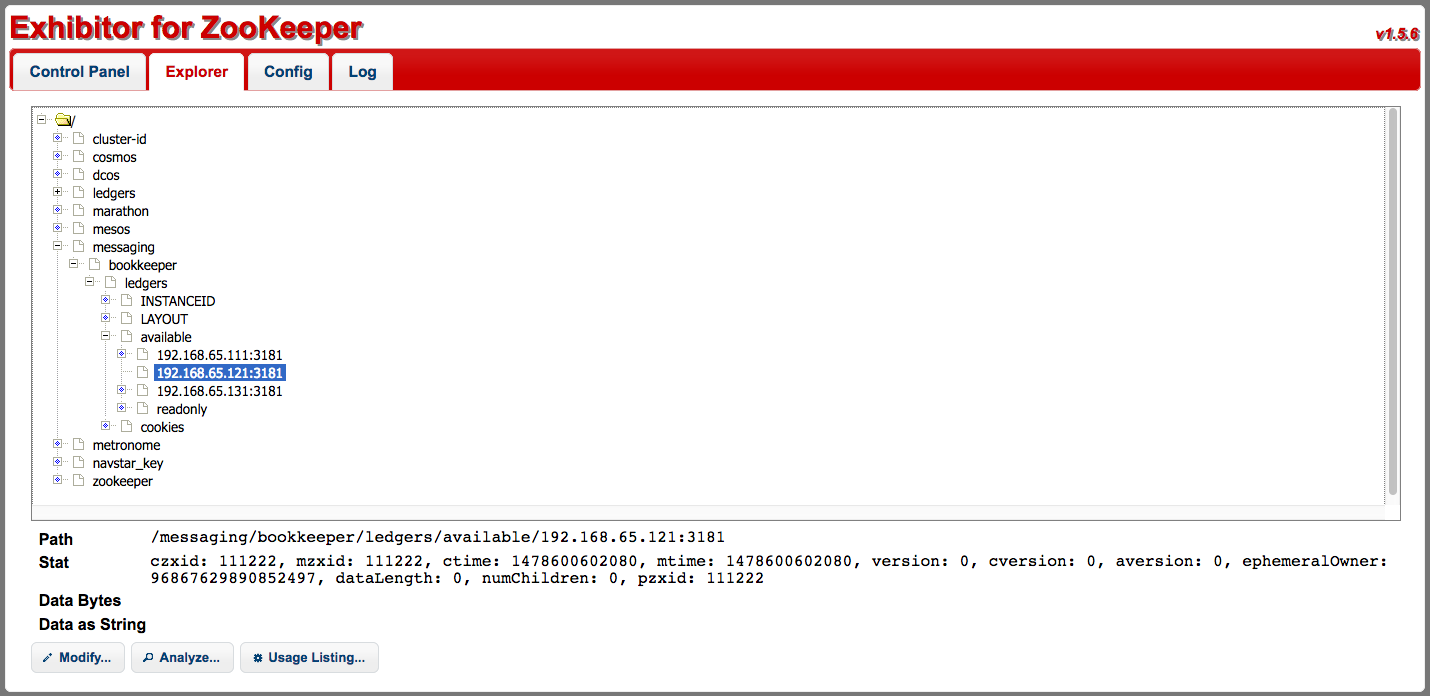 Exhibitor for ZooKeeper
v1.5.6
Control Panel Explorer Config Log
/
cluster-id
cosmos
dcos
ledgers
marathon
mesos
messaging
bookkeeper
ledgers
INSTANCEID
LAYOUT
available
192.168.65.111:3181
192.168.65.121:3181
192.168.65.131:3181
readonly
cookies
metronome
navstar_key
zookeeper
Path /messaging/bookkeeper/ledgers/available/192.168.65.121:3181
Stat czxid: 111222, mzxid: 111222, ctime: 1478600602080, mtime: 1478600602080, version: 0, cversion: 0, aversion: 0, ephemeralOwner:
96867629890852497, dataLength: 0, numChildren: 0, pzxid: 111222
Data Bytes
Data as String
Modify... Analyze... Usage Listing...